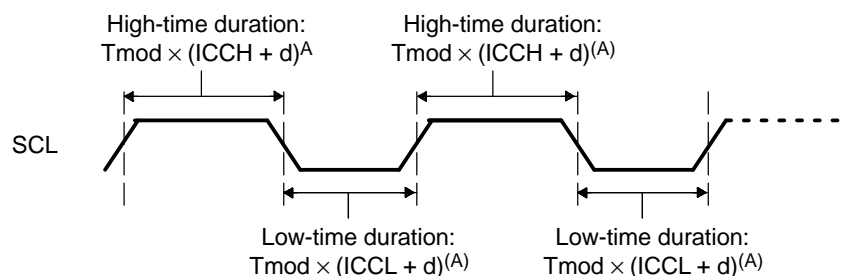 High-time duration:
Tmod × (ICCH + d)A
High-time duration:
Tmod × (ICCH + d)(A)
SCL
Low-time duration:
Tmod × (ICCL + d)(A)
Low-time duration:
Tmod × (ICCL + d)(A)